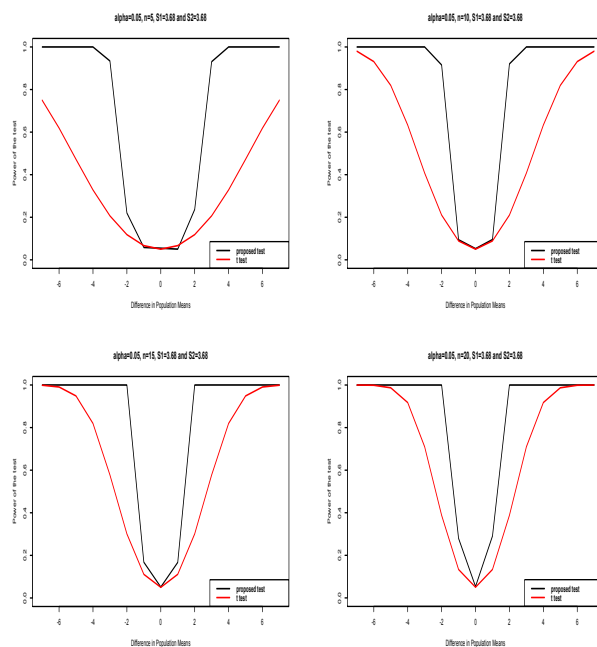 alpha=0.05, n=5, S1=3.68 and S2=3.68
Power of the test
0.0 0.2 0.4 0.6 0.8 1.0
proposed test
t test
-6 -4 -2 0 2 4 6
Difference in Population Means
alpha=0.05, n=10, S1=3.68 and S2=3.68
Power of the test
0.0 0.2 0.4 0.6 0.8 1.0
proposed test
t test
-6 -4 -2 0 2 4 6
Difference in Population Means
alpha=0.05, n=15, S1=3.68 and S2=3.68
Power of the test
0.0 0.2 0.4 0.6 0.8 1.0
proposed test
t test
-6 -4 -2 0 2 4 6
Difference in Population Means
alpha=0.05, n=20, S1=3.68 and S2=3.68
Power of the test
0.0 0.2 0.4 0.6 0.8 1.0
proposed test
t test
-6 -4 -2 0 2 4 6
Difference in Population Means